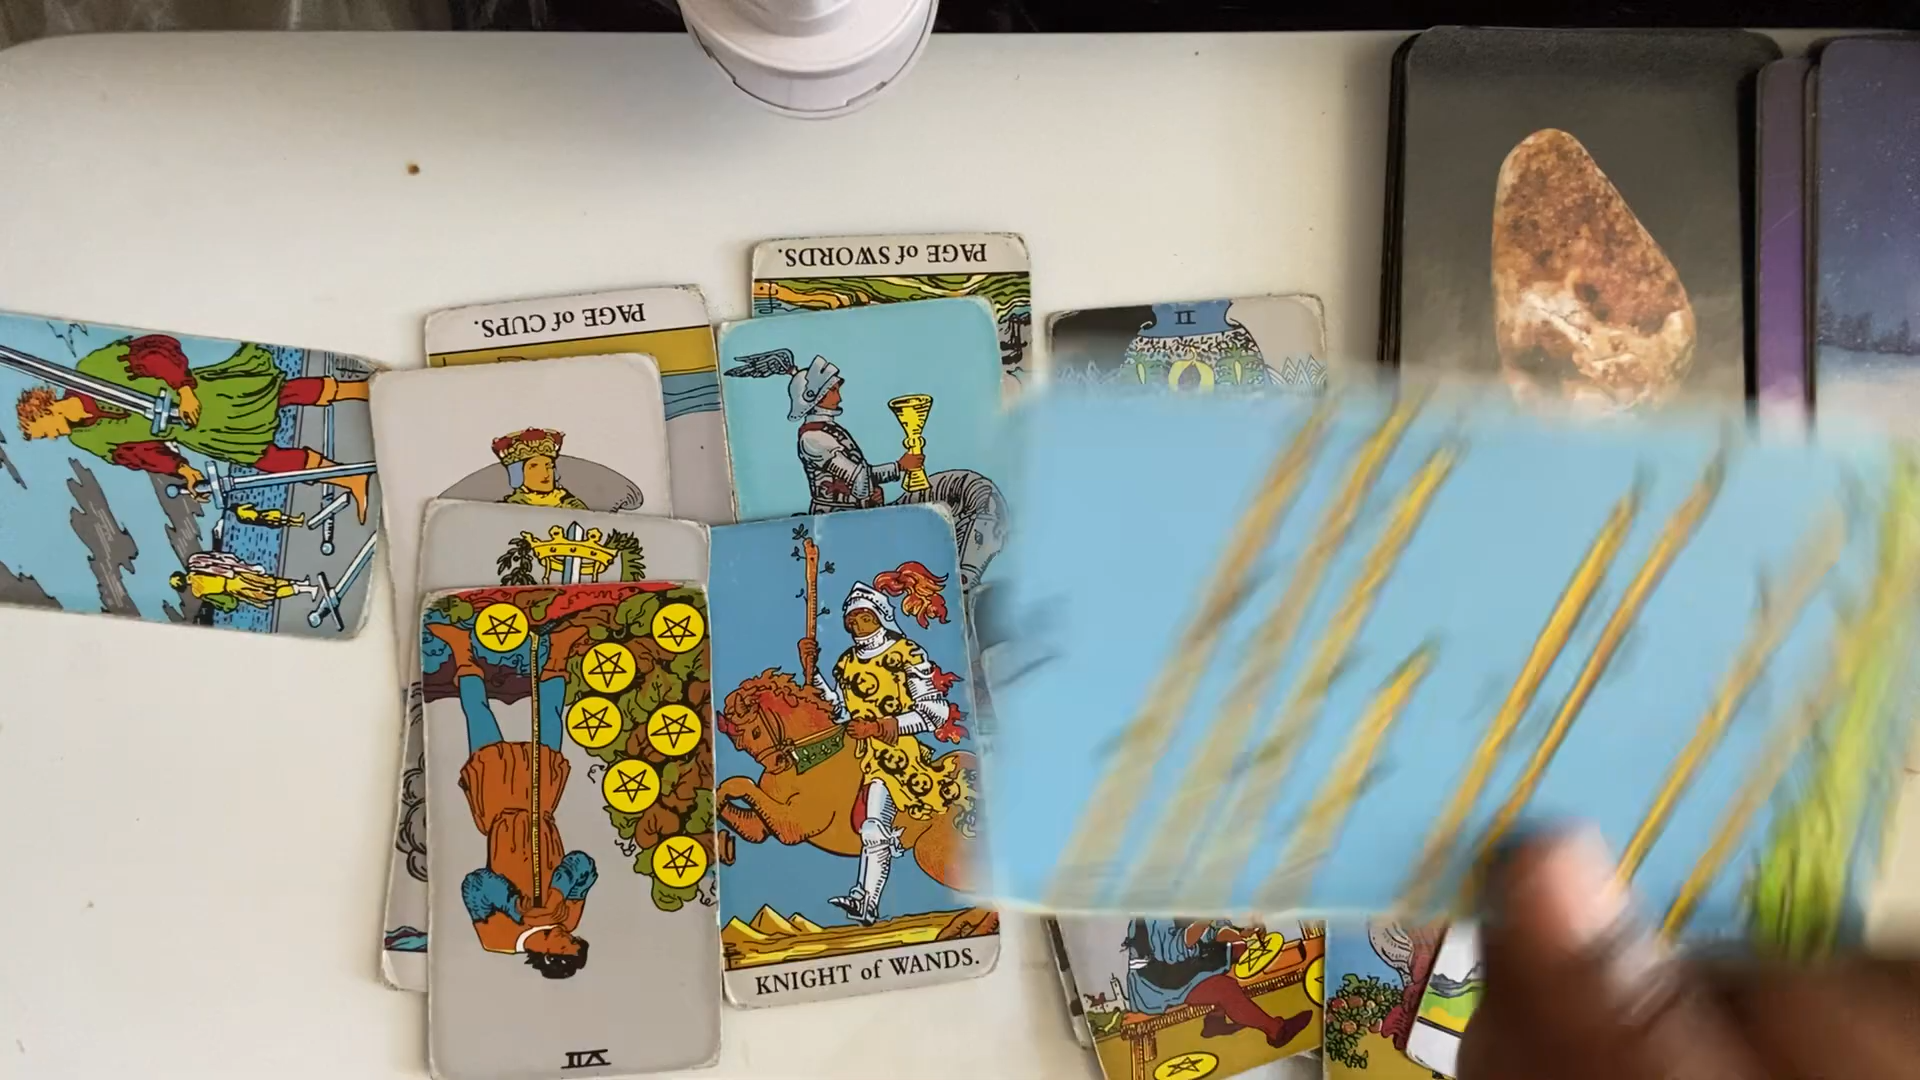 PAGE of SWORDS.
PAGE of CUPS.
II
KNIGHT of WANDS.
VII